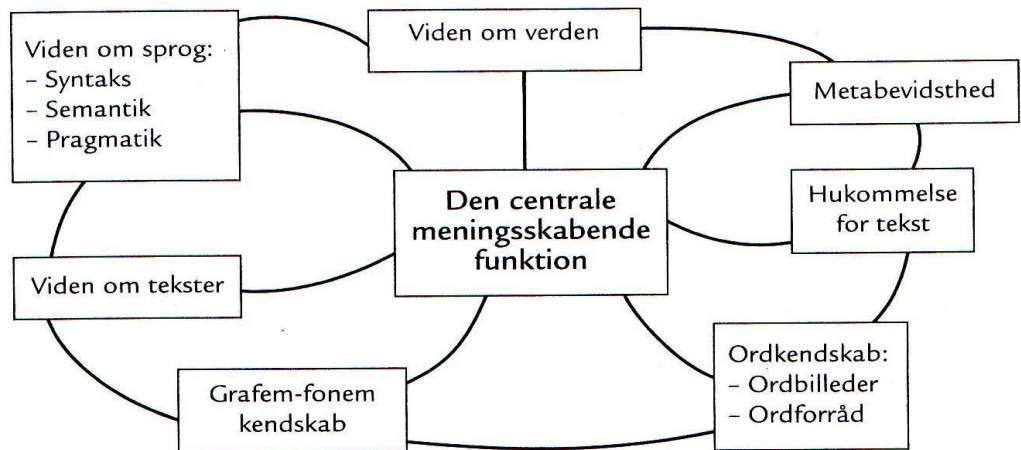 Viden om sprog:
– Syntaks
– Semantik
– Pragmatik
Viden om verden
Metabevidsthed
Den centrale
meningsskabende
funktion
Hukommelse
for tekst
Viden om tekster
Grafem-fonem
kendskab
Ordkendskab:
– Ordbilleder
– Ordforråd